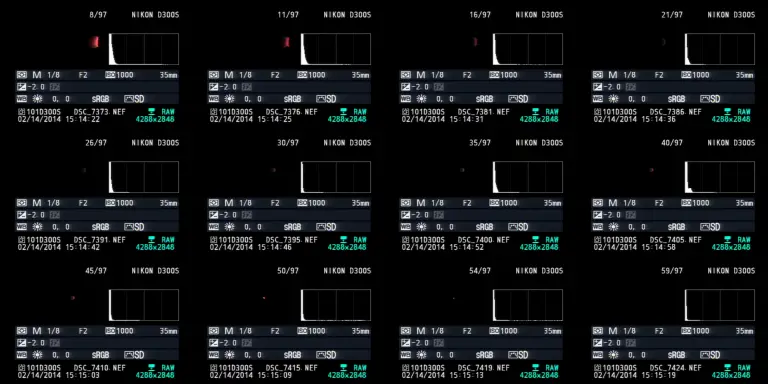 8/97 NIKON D300S
M 1/8 F2 ISO 1000 35mm
-2.0
WB 0, 0 sRGB SD
101D300S DSC_7373.NEF RAW
02/14/2014 15:14:22 4288x2848
11/97 NIKON D300S
M 1/8 F2 ISO 1000 35mm
-2.0
WB 0, 0 sRGB SD
101D300S DSC_7376.NEF RAW
02/14/2014 15:14:25 4288x2848
16/97 NIKON D300S
M 1/8 F2 ISO 1000 35mm
-2.0
WB 0, 0 sRGB SD
101D300S DSC_7381.NEF RAW
02/14/2014 15:14:31 4288x2848
21/97 NIKON D300S
M 1/8 F2 ISO 1000 35mm
-2.0
WB 0, 0 sRGB SD
101D300S DSC_7386.NEF RAW
02/14/2014 15:14:36 4288x2848
26/97 NIKON D300S
M 1/8 F2 ISO 1000 35mm
-2.0
WB 0, 0 sRGB SD
101D300S DSC_7391.NEF RAW
02/14/2014 15:14:42 4288x2848
30/97 NIKON D300S
M 1/8 F2 ISO 1000 35mm
-2.0
WB 0, 0 sRGB SD
101D300S DSC_7395.NEF RAW
02/14/2014 15:14:46 4288x2848
35/97 NIKON D300S
M 1/8 F2 ISO 1000 35mm
-2.0
WB 0, 0 sRGB SD
101D300S DSC_7400.NEF RAW
02/14/2014 15:14:52 4288x2848
40/97 NIKON D300S
M 1/8 F2 ISO 1000 35mm
-2.0
WB 0, 0 sRGB SD
101D300S DSC_7405.NEF RAW
02/14/2014 15:14:58 4288x2848
45/97 NIKON D300S
M 1/8 F2 ISO 1000 35mm
-2.0
WB 0, 0 sRGB SD
101D300S DSC_7410.NEF RAW
02/14/2014 15:15:03 4288x2848
50/97 NIKON D300S
M 1/8 F2 ISO 1000 35mm
-2.0
WB 0, 0 sRGB SD
101D300S DSC_7415.NEF RAW
02/14/2014 15:15:09 4288x2848
54/97 NIKON D300S
M 1/8 F2 ISO 1000 35mm
-2.0
WB 0, 0 sRGB SD
101D300S DSC_7419.NEF RAW
02/14/2014 15:15:13 4288x2848
59/97 NIKON D300S
M 1/8 F2 ISO 1000 35mm
-2.0
WB 0, 0 sRGB SD
101D300S DSC_7424.NEF RAW
02/14/2014 15:15:19 4288x2848